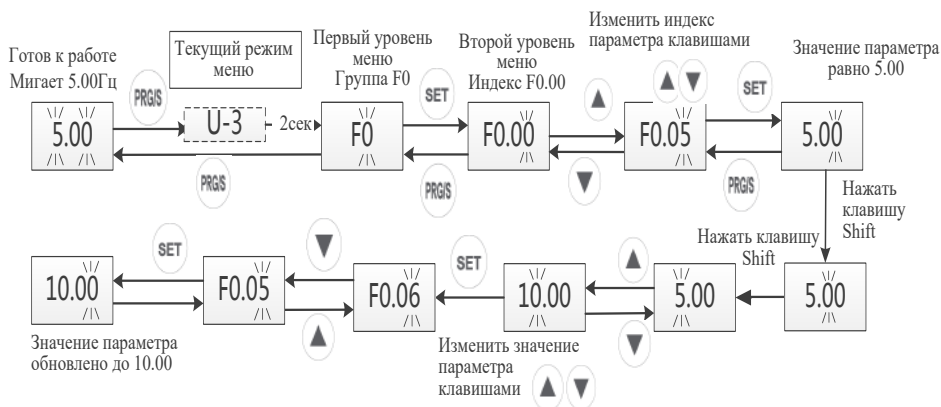 Готов к работе
Мигает 5.00Гц
5.00
PRG/S
Текущий режим
меню
U-3
2сек
Первый уровень
меню
Группа F0
F0
SET
PRG/S
Второй уровень
меню
Индекс F0.00
F0.00
PRG/S
Изменить индекс
параметра клавишами
F0.05
SET
PRG/S
Значение параметра
равно 5.00
5.00
Нажать
клавишу
Shift
Нажать клавишу
Shift
5.00
5.00
10.00
Изменить значение
параметра
клавишами
SET
F0.06
F0.05
SET
10.00
Значение параметра
обновлено до 10.00